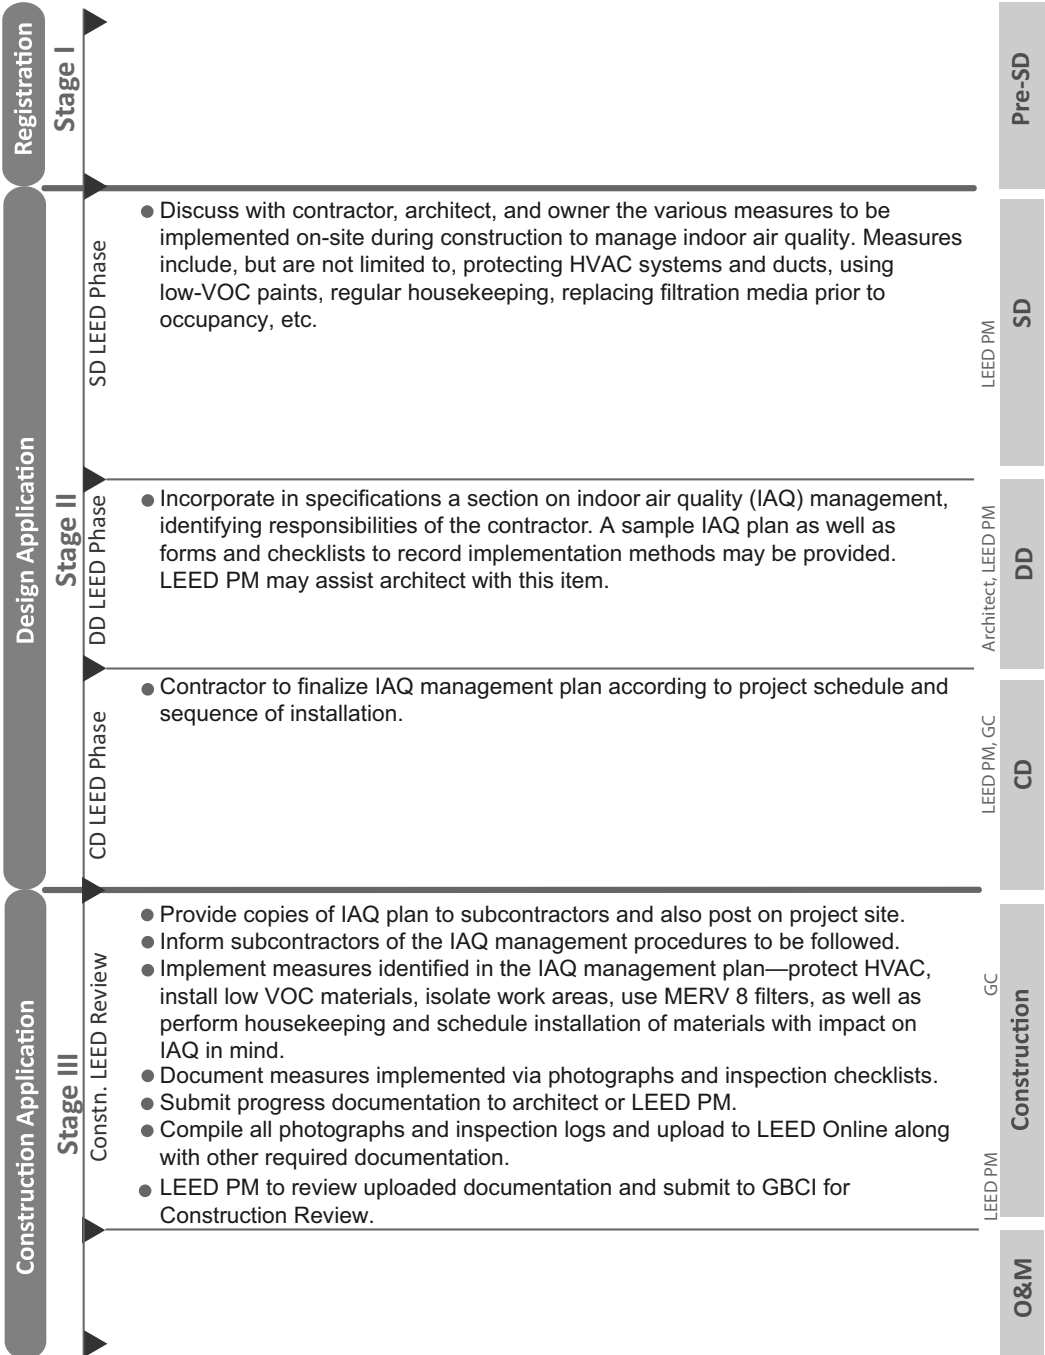 Registration
Stage I
Pre-SD
Design Application
Stage II
SD LEED Phase
Discuss with contractor, architect, and owner the various measures to be
implemented on-site during construction to manage indoor air quality. Measures
include, but are not limited to, protecting HVAC systems and ducts, using
low-VOC paints, regular housekeeping, replacing filtration media prior to
occupancy, etc.
LEED PM
SD
DD LEED Phase
Incorporate in specifications a section on indoor air quality (IAQ) management,
identifying responsibilities of the contractor. A sample IAQ plan as well as
forms and checklists to record implementation methods may be provided.
LEED PM may assist architect with this item.
Architect, LEED PM
DD
CD LEED Phase
Contractor to finalize IAQ management plan according to project schedule and
sequence of installation.
LEED PM, GC
CD
Construction Application
Stage III
Constn. LEED Review
Provide copies of IAQ plan to subcontractors and also post on project site.
Inform subcontractors of the IAQ management procedures to be followed.
Implement measures identified in the IAQ management plan—protect HVAC,
install low VOC materials, isolate work areas, use MERV 8 filters, as well as
perform housekeeping and schedule installation of materials with impact on
IAQ in mind.
Document measures implemented via photographs and inspection checklists.
Submit progress documentation to architect or LEED PM.
Compile all photographs and inspection logs and upload to LEED Online along
with other required documentation.
LEED PM to review uploaded documentation and submit to GBCI for
Construction Review.
GC
LEED PM
Construction
O&M